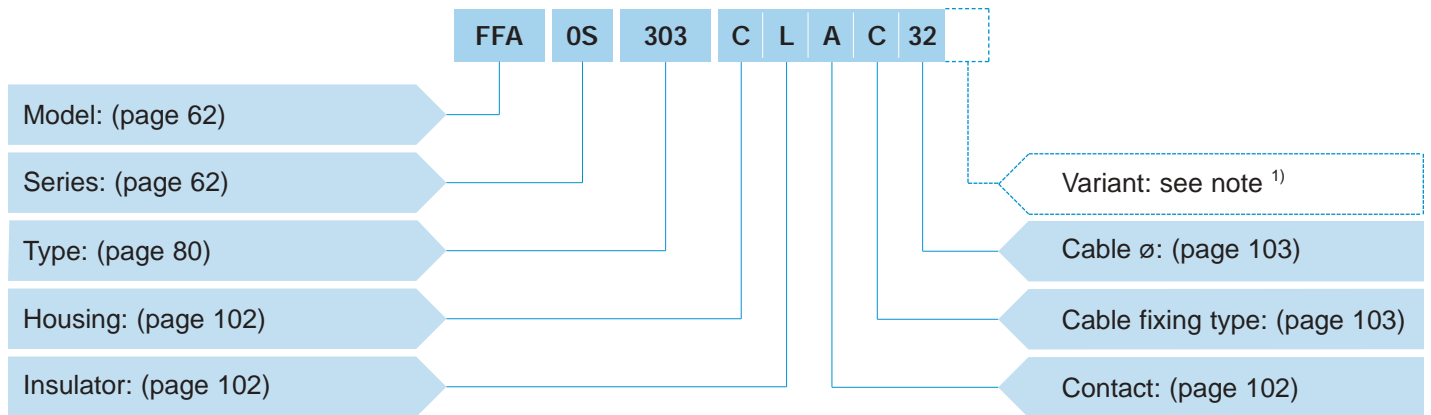 FFA 0S 303 C L A C 32
Model: (page 62)
Series: (page 62)
Type: (page 80)
Housing: (page 102)
Insulator: (page 102)
Variant: see note ¹⁾
Cable ø: (page 103)
Cable fixing type: (page 103)
Contact: (page 102)